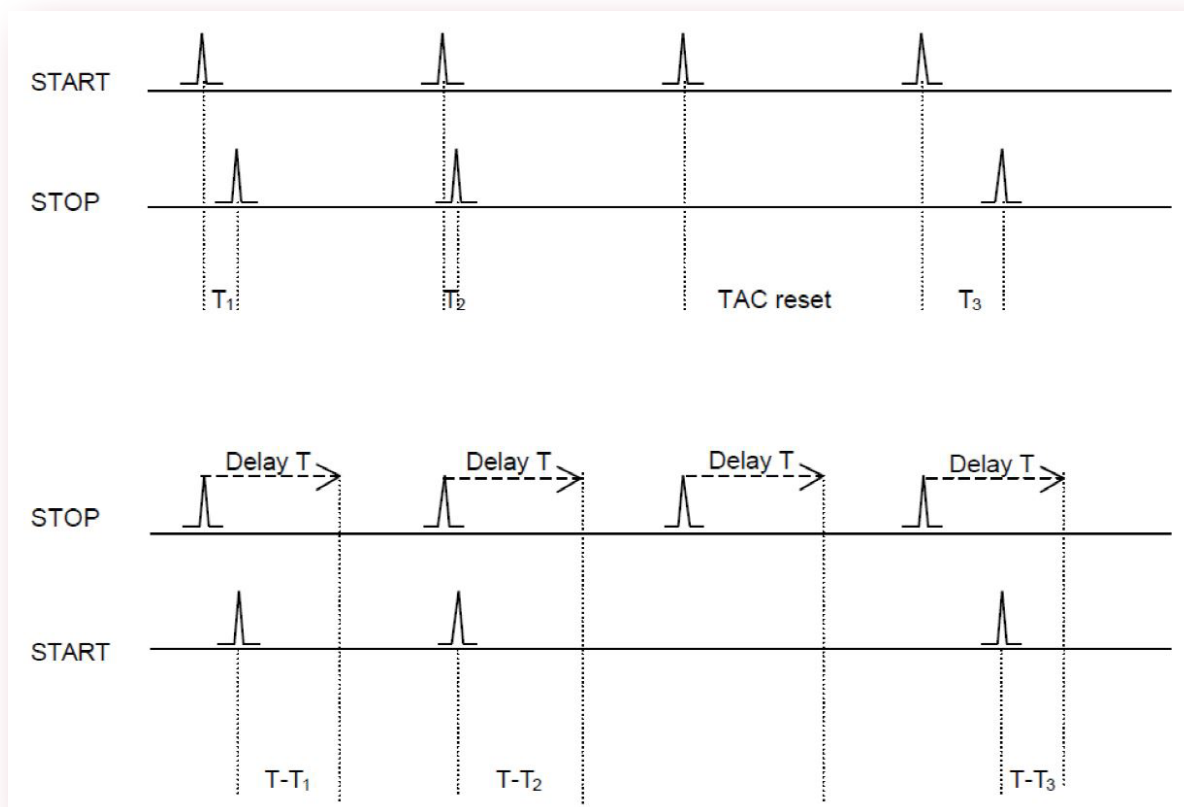 START
STOP
T₁ T₂ TAC reset T₃
Delay T Delay T Delay T Delay T
STOP
START
T-T₁ T-T₂ T-T₃